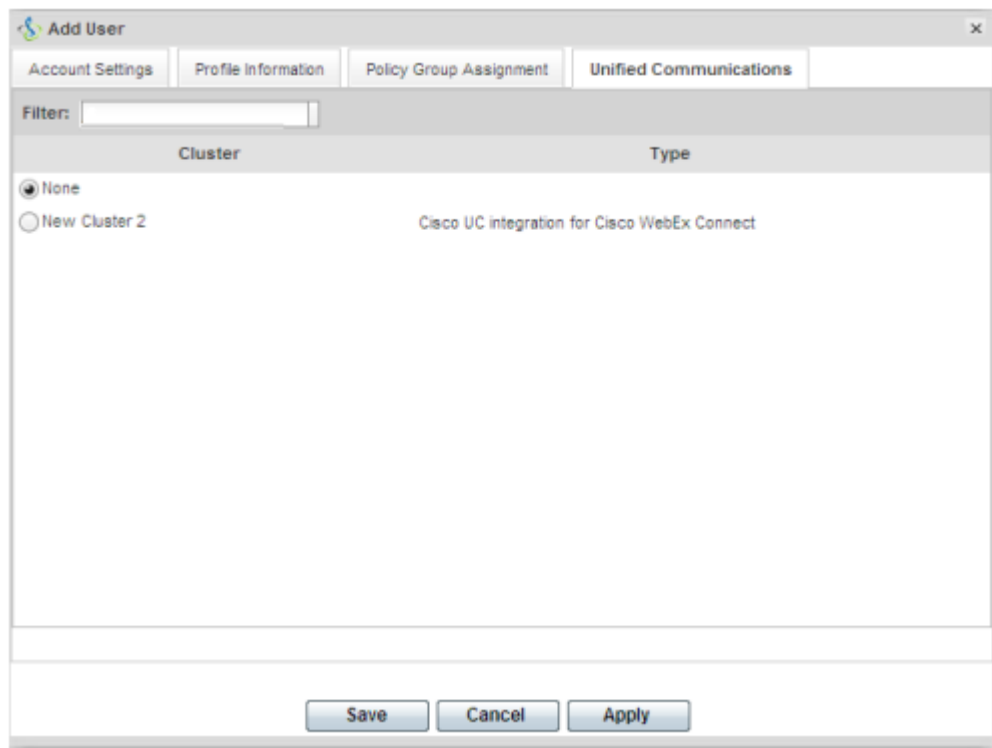 Add User
Account Settings Profile Information Policy Group Assignment Unified Communications
Filter:
Cluster Type
None
New Cluster 2 Cisco UC integration for Cisco WebEx Connect
Save Cancel Apply